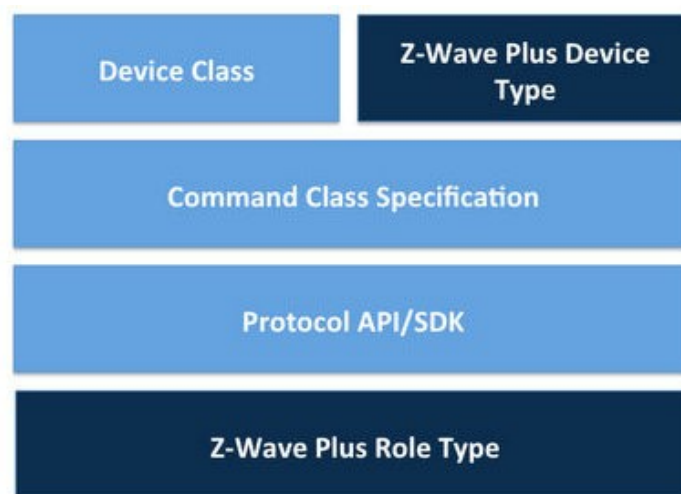 Device Class
Z-Wave Plus Device
Type
Command Class Specification
Protocol API/SDK
Z-Wave Plus Role Type